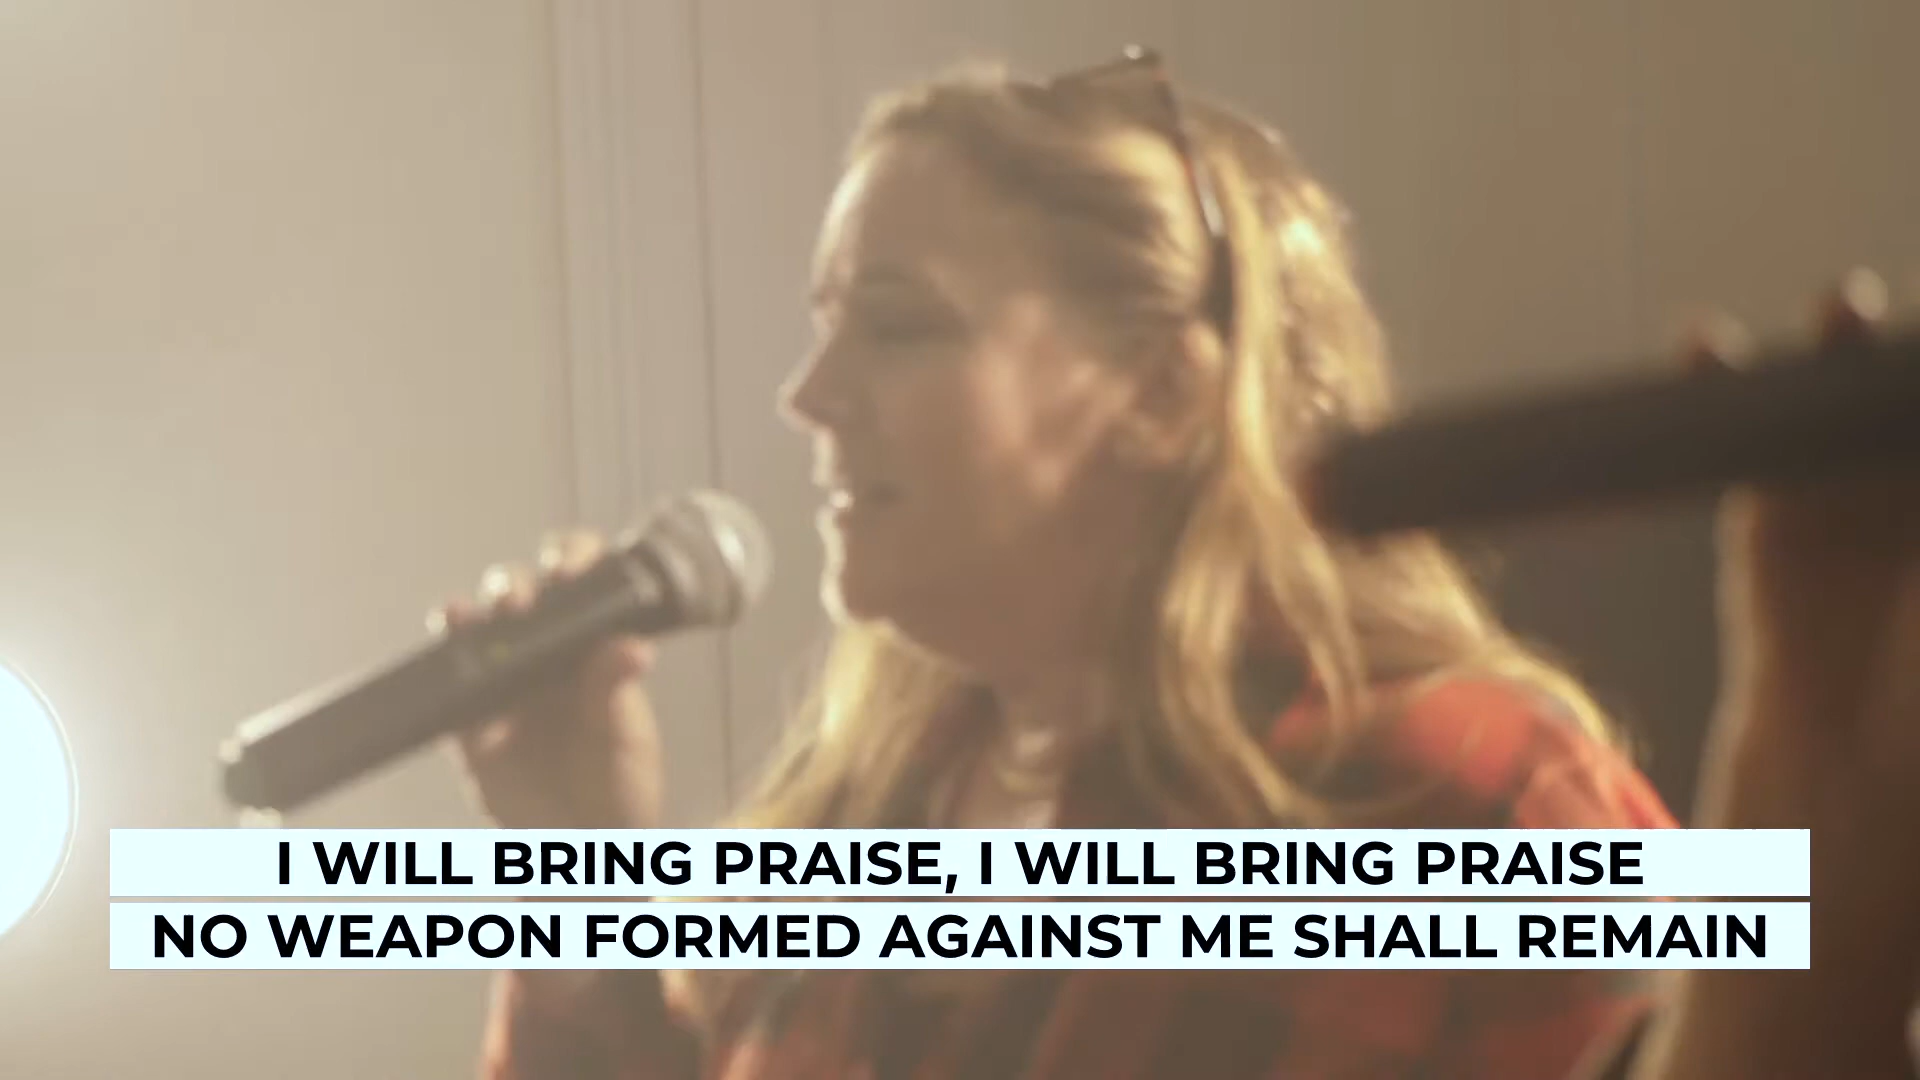 I WILL BRING PRAISE, I WILL BRING PRAISE
NO WEAPON FORMED AGAINST ME SHALL REMAIN